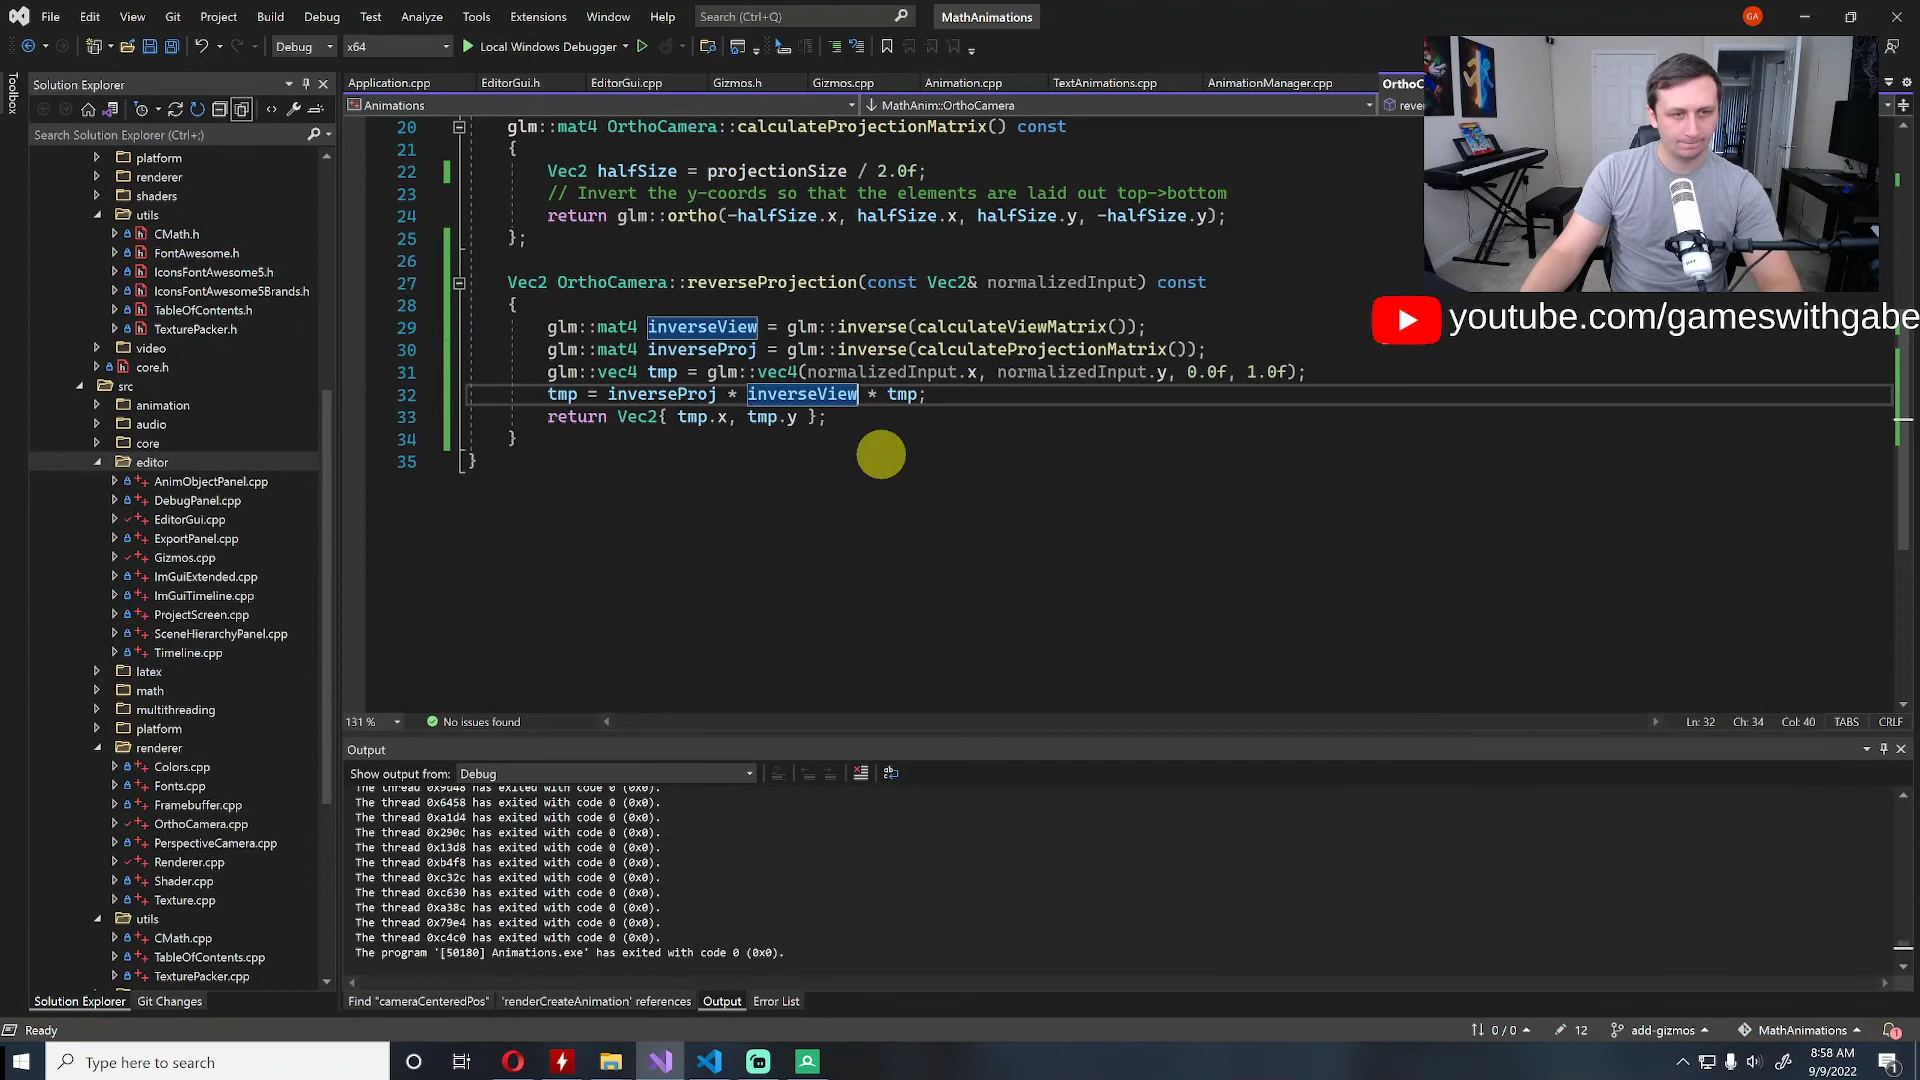 File Edit View Git Project Build Debug Test Analyze Tools Extensions Window Help Search (Ctrl+Q) MathAnimations GA
Debug x64 Local Windows Debugger
Toolbox
Solution Explorer
Search Solution Explorer (Ctrl+;)
platform
renderer
shaders
utils
CMath.h
FontAwesome.h
IconsFontAwesome5.h
IconsFontAwesome5Brands.h
TableOfContents.h
TexturePacker.h
video
core.h
src
animation
audio
core
editor
AnimObjectPanel.cpp
DebugPanel.cpp
EditorGui.cpp
ExportPanel.cpp
Gizmos.cpp
ImGuiExtended.cpp
ImGuiTimeline.cpp
ProjectScreen.cpp
SceneHierarchyPanel.cpp
Timeline.cpp
latex
math
multithreading
platform
renderer
Colors.cpp
Fonts.cpp
Framebuffer.cpp
OrthoCamera.cpp
PerspectiveCamera.cpp
Renderer.cpp
Shader.cpp
Texture.cpp
utils
CMath.cpp
TableOfContents.cpp
TexturePacker.cpp
Solution Explorer Git Changes
Application.cpp EditorGui.h EditorGui.cpp Gizmos.h Gizmos.cpp Animation.cpp TextAnimations.cpp AnimationManager.cpp OrthoC
Animations MathAnim::OrthoCamera rever
20 glm::mat4 OrthoCamera::calculateProjectionMatrix() const
21 {
22 Vec2 halfSize = projectionSize / 2.0f;
23 // Invert the y-coords so that the elements are laid out top->bottom
24 return glm::ortho(-halfSize.x, halfSize.x, halfSize.y, -halfSize.y);
25 };
26
27 Vec2 OrthoCamera::reverseProjection(const Vec2& normalizedInput) const
28 {
29 glm::mat4 inverseView = glm::inverse(calculateViewMatrix());
30 glm::mat4 inverseProj = glm::inverse(calculateProjectionMatrix());
31 glm::vec4 tmp = glm::vec4(normalizedInput.x, normalizedInput.y, 0.0f, 1.0f);
32 tmp = inverseProj * inverseView * tmp;
33 return Vec2{ tmp.x, tmp.y };
34 }
35 }
youtube.com/gameswithgabe
131 % No issues found Ln: 32 Ch: 34 Col: 40 TABS CRLF
Output
Show output from: Debug
The thread 0x9d48 has exited with code 0 (0x0).
The thread 0x6458 has exited with code 0 (0x0).
The thread 0xa1d4 has exited with code 0 (0x0).
The thread 0x290c has exited with code 0 (0x0).
The thread 0x13d8 has exited with code 0 (0x0).
The thread 0xb4f8 has exited with code 0 (0x0).
The thread 0xc32c has exited with code 0 (0x0).
The thread 0xc630 has exited with code 0 (0x0).
The thread 0xa38c has exited with code 0 (0x0).
The thread 0x79e4 has exited with code 0 (0x0).
The thread 0xc4c0 has exited with code 0 (0x0).
The program '[50180] Animations.exe' has exited with code 0 (0x0).
Find "cameraCenteredPos" 'renderCreateAnimation' references Output Error List
Ready 0 / 0 12 add-gizmos MathAnimations 1
Type here to search
8:58 AM
9/9/2022
1